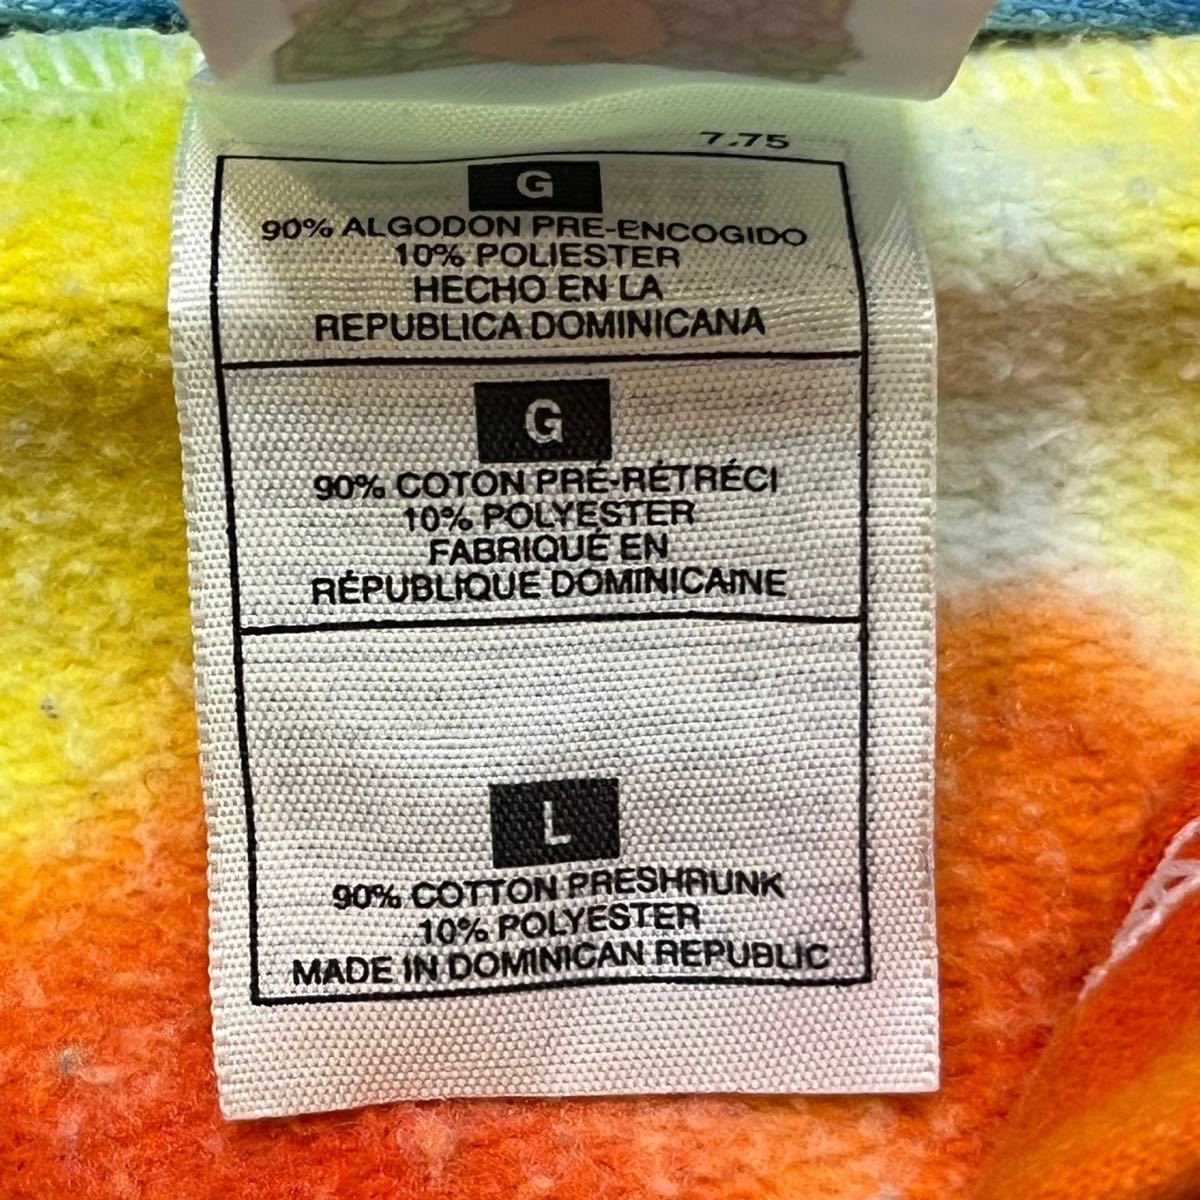 7.75
G
90% ALGODON PRE-ENCOGIDO
10% POLIESTER
HECHO EN LA
REPUBLICA DOMINICANA
G
90% COTON PRÉ-RÉTRÉCI
10% POLYESTER
FABRIQUÉ EN
RÉPUBLIQUE DOMINICAINE
L
90% COTTON PRESHRUNK
10% POLYESTER
MADE IN DOMINICAN REPUBLIC